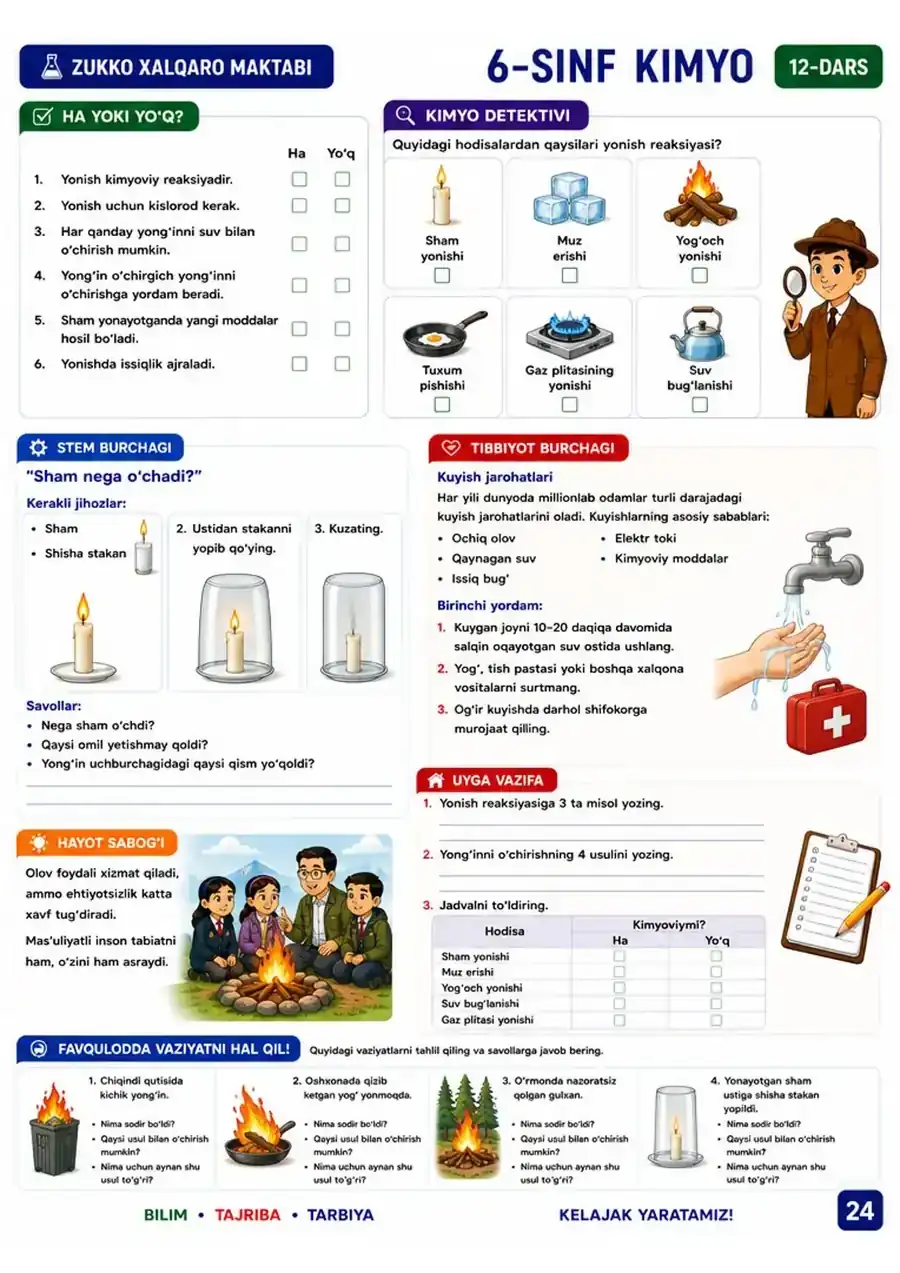 ZUKKO XALQARO MAKTABI
6-SINF KIMYO
12-DARS
HA YOKI YO'Q?
Ha Yo'q
1. Yonish kimyoviy reaksiyadir.
2. Yonish uchun kislorod kerak.
3. Har qanday yong'inni suv bilan
o'chirish mumkin.
4. Yong'in o'chirgich yong'inni
o'chirishga yordam beradi.
5. Sham yonayotganda yangi moddalar
hosil bo'ladi.
6. Yonishda issiqlik ajraladi.
KIMYO DETEKTIVI
Quyidagi hodisalardan qaysilari yonish reaksiyasi?
Sham
yonishi
Muz
erishi
Yog'och
yonishi
Tuxum
pishishi
Gaz plitasining
yonishi
Suv
bug'lanishi
STEM BURCHAGI
"Sham nega o'chadi?"
Kerakli jihozlar:
• Sham
• Shisha stakan
2. Ustidan stakanni
yopib qo'ying.
3. Kuzating.
Savollar:
• Nega sham o'chdi?
• Qaysi omil yetishmay qoldi?
• Yong'in uchburchagidagi qaysi qism yo'qoldi?
TIBBIYOT BURCHAGI
Kuyish jarohatlari
Har yili dunyoda millionlab odamlar turli darajadagi
kuyish jarohatlarini oladi. Kuyishlarning asosiy sabablari:
• Ochiq olov
• Qaynagan suv
• Issiq bug'
• Elektr toki
• Kimyoviy moddalar
Birinchi yordam:
1. Kuygan joyni 10-20 daqiqa davomida
salqin oqayotgan suv ostida ushlang.
2. Yog', tish pastasi yoki boshqa xalqona
vositalarni surtmang.
3. Og'ir kuyishda darhol shifokorga
murojaat qilling.
HAYOT SABOG'I
Olov foydali xizmat qiladi,
ammo ehtiyotsizlik katta
xavf tug'diradi.
Mas'uliyatli inson tabiatni
ham, o'zini ham asraydi.
UYGA VAZIFA
1. Yonish reaksiyasiga 3 ta misol yozing.
2. Yong'inni o'chirishning 4 usulini yozing.
3. Jadvalni to'ldiring.
Hodisa Kimyoviymi?
Ha Yo'q
Sham yonishi
Muz erishi
Yog'och yonishi
Suv bug'lanishi
Gaz plitasi yonishi
FAVQULODDA VAZIYATNI HAL QIL!
Quyidagi vaziyatlarni tahlil qiling va savollarga javob bering.
1. Chiqindi qutisida
kichik yong'in.
• Nima sodir bo'ldi?
• Qaysi usul bilan o'chirish
mumkin?
• Nima uchun aynan shu
usul to'g'ri?
2. Oshxonada qizib
ketgan yog' yonmoqda.
• Nima sodir bo'ldi?
• Qaysi usul bilan o'chirish
mumkin?
• Nima uchun aynan shu
usul to'g'ri?
3. O'rmonda nazoratsiz
qolgan gulxan.
• Nima sodir bo'ldi?
• Qaysi usul bilan o'chirish
mumkin?
• Nima uchun aynan shu
usul to'g'ri?
4. Yonayotgan sham
ustiga shisha stakan
yopildi.
• Nima sodir bo'ldi?
• Qaysi usul bilan o'chirish
mumkin?
• Nima uchun aynan shu
usul to'g'ri?
BILIM • TAJRIBA • TARBIYA
KELAJAK YARATAMIZ!
24